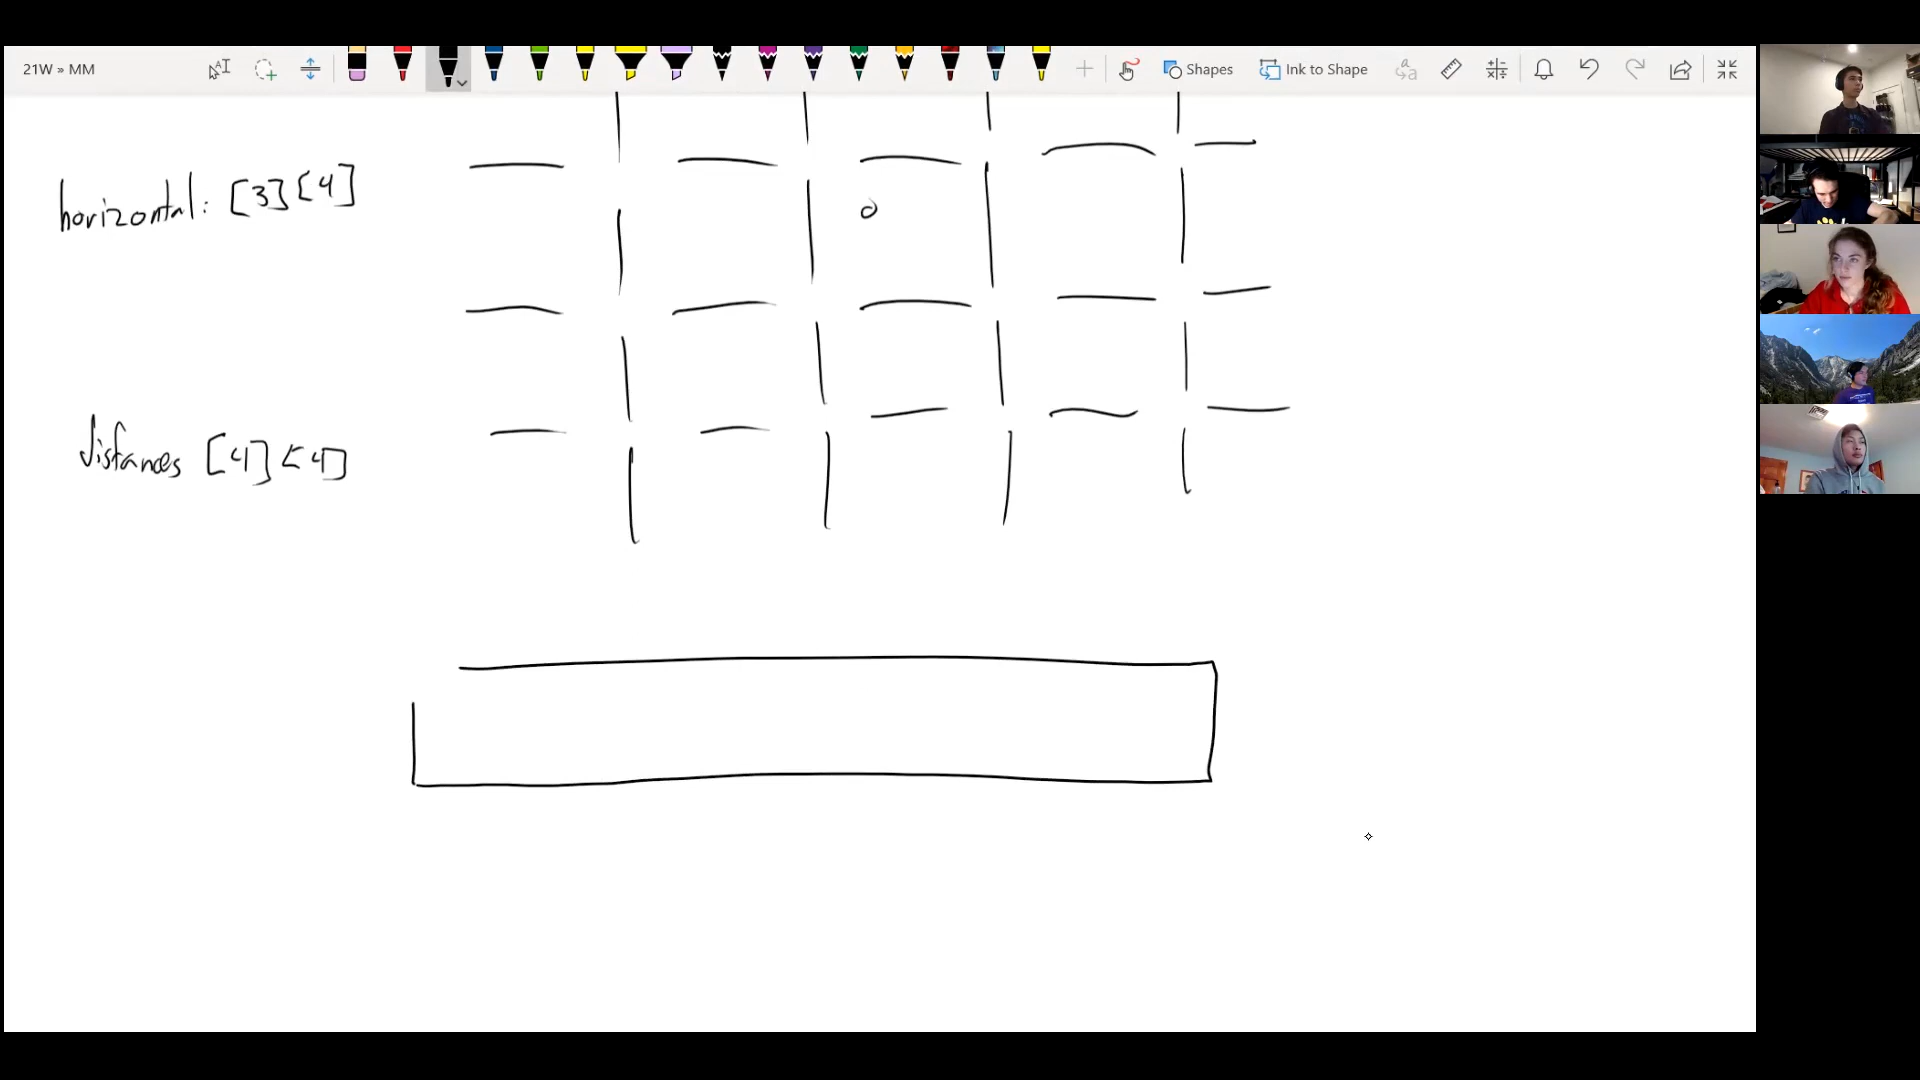 21W » MM
Shapes
Ink to Shape
horizontal: [3][4]
o
distances [4][4]